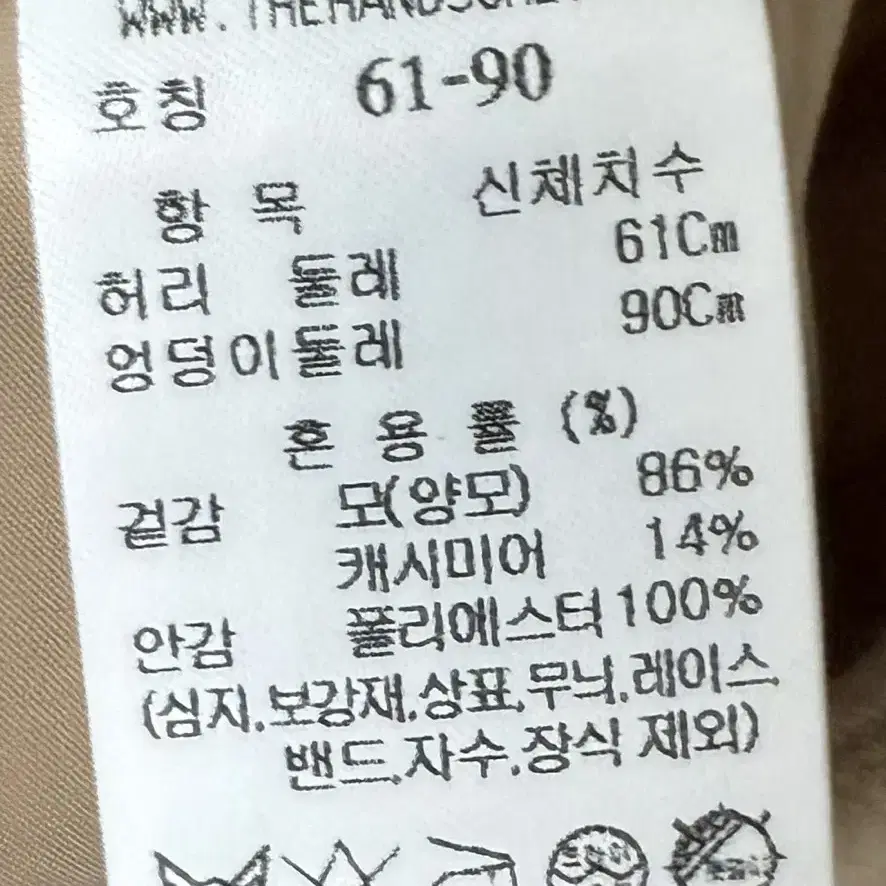 WWW.THEHANDSOME.
호칭 61-90
항 목 신체치수
허리 둘레 61Cm
엉덩이둘레 90Cm
혼 용 률 (%)
겉감 모(양모) 86%
캐시미어 14%
안감 폴리에스터 100%
(심지.보강재.상표.무늬.레이스
밴드.자수.장식 제외)